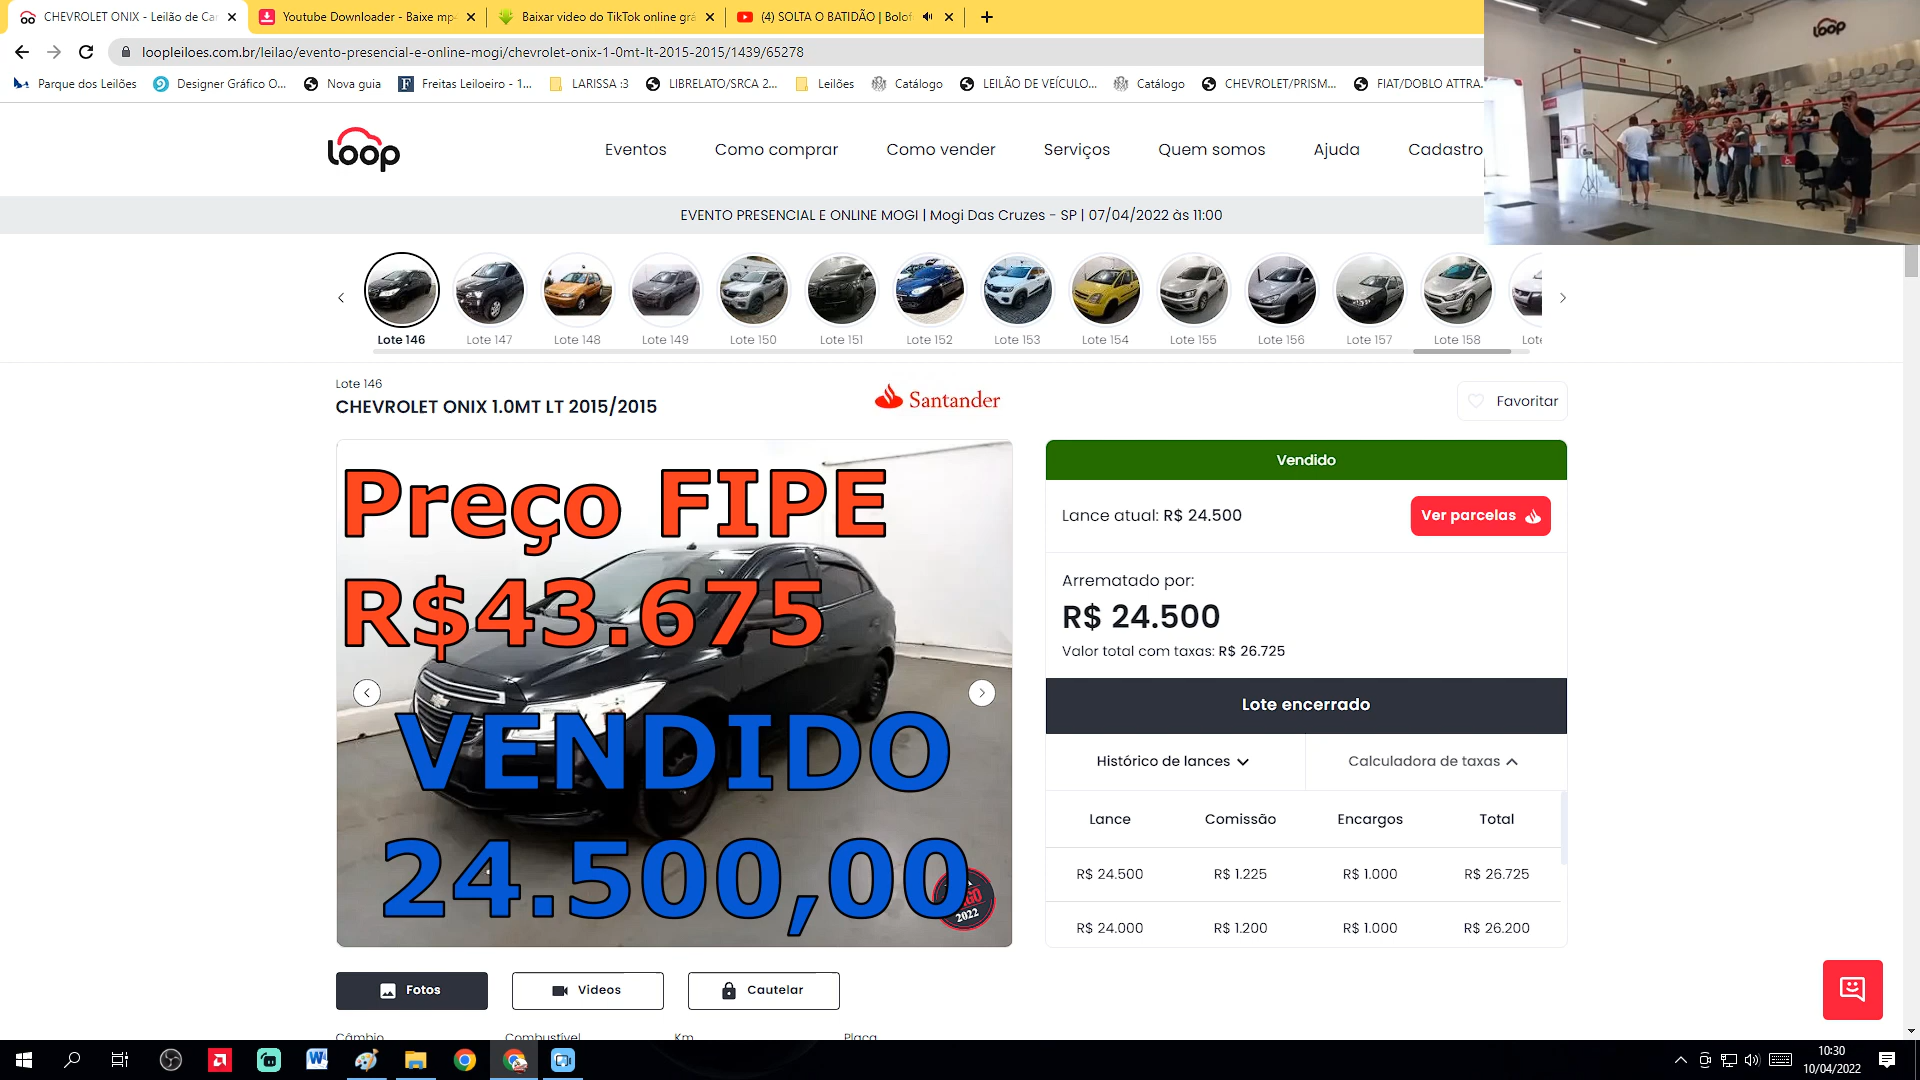 CHEVROLET ONIX - Leilão de Car
Youtube Downloader - Baixe mp
Baixar video do TikTok online grá
(4) SOLTA O BATIDÃO | Bolof
loopleiloes.com.br/leilao/evento-presencial-e-online-mogi/chevrolet-onix-1-0mt-lt-2015-2015/1439/65278
Parque dos Leilões
Designer Gráfico O...
Nova guia
Freitas Leiloeiro - 1...
LARISSA :3
LIBRELATO/SRCA 2...
Leilões
Catálogo
LEILÃO DE VEÍCULO...
Catálogo
CHEVROLET/PRISM...
FIAT/DOBLO ATTRA...
loop
loop
Eventos
Como comprar
Como vender
Serviços
Quem somos
Ajuda
Cadastro
EVENTO PRESENCIAL E ONLINE MOGI | Mogi Das Cruzes - SP | 07/04/2022 às 11:00
Lote 146
Lote 147
Lote 148
Lote 149
Lote 150
Lote 151
Lote 152
Lote 153
Lote 154
Lote 155
Lote 156
Lote 157
Lote 158
Lote
Lote 146
CHEVROLET ONIX 1.0MT LT 2015/2015
Santander
Favoritar
Preço FIPE
R$43.675
VENDIDO
24.500,00
2022
Vendido
Lance atual: R$ 24.500
Ver parcelas
Arrematado por:
R$ 24.500
Valor total com taxas: R$ 26.725
Lote encerrado
Histórico de lances
Calculadora de taxas
Lance Comissão Encargos Total
R$ 24.500 R$ 1.225 R$ 1.000 R$ 26.725
R$ 24.000 R$ 1.200 R$ 1.000 R$ 26.200
Fotos
Videos
Cautelar
Câmbio
Combustível
Km
Placa
10:30
10/04/2022